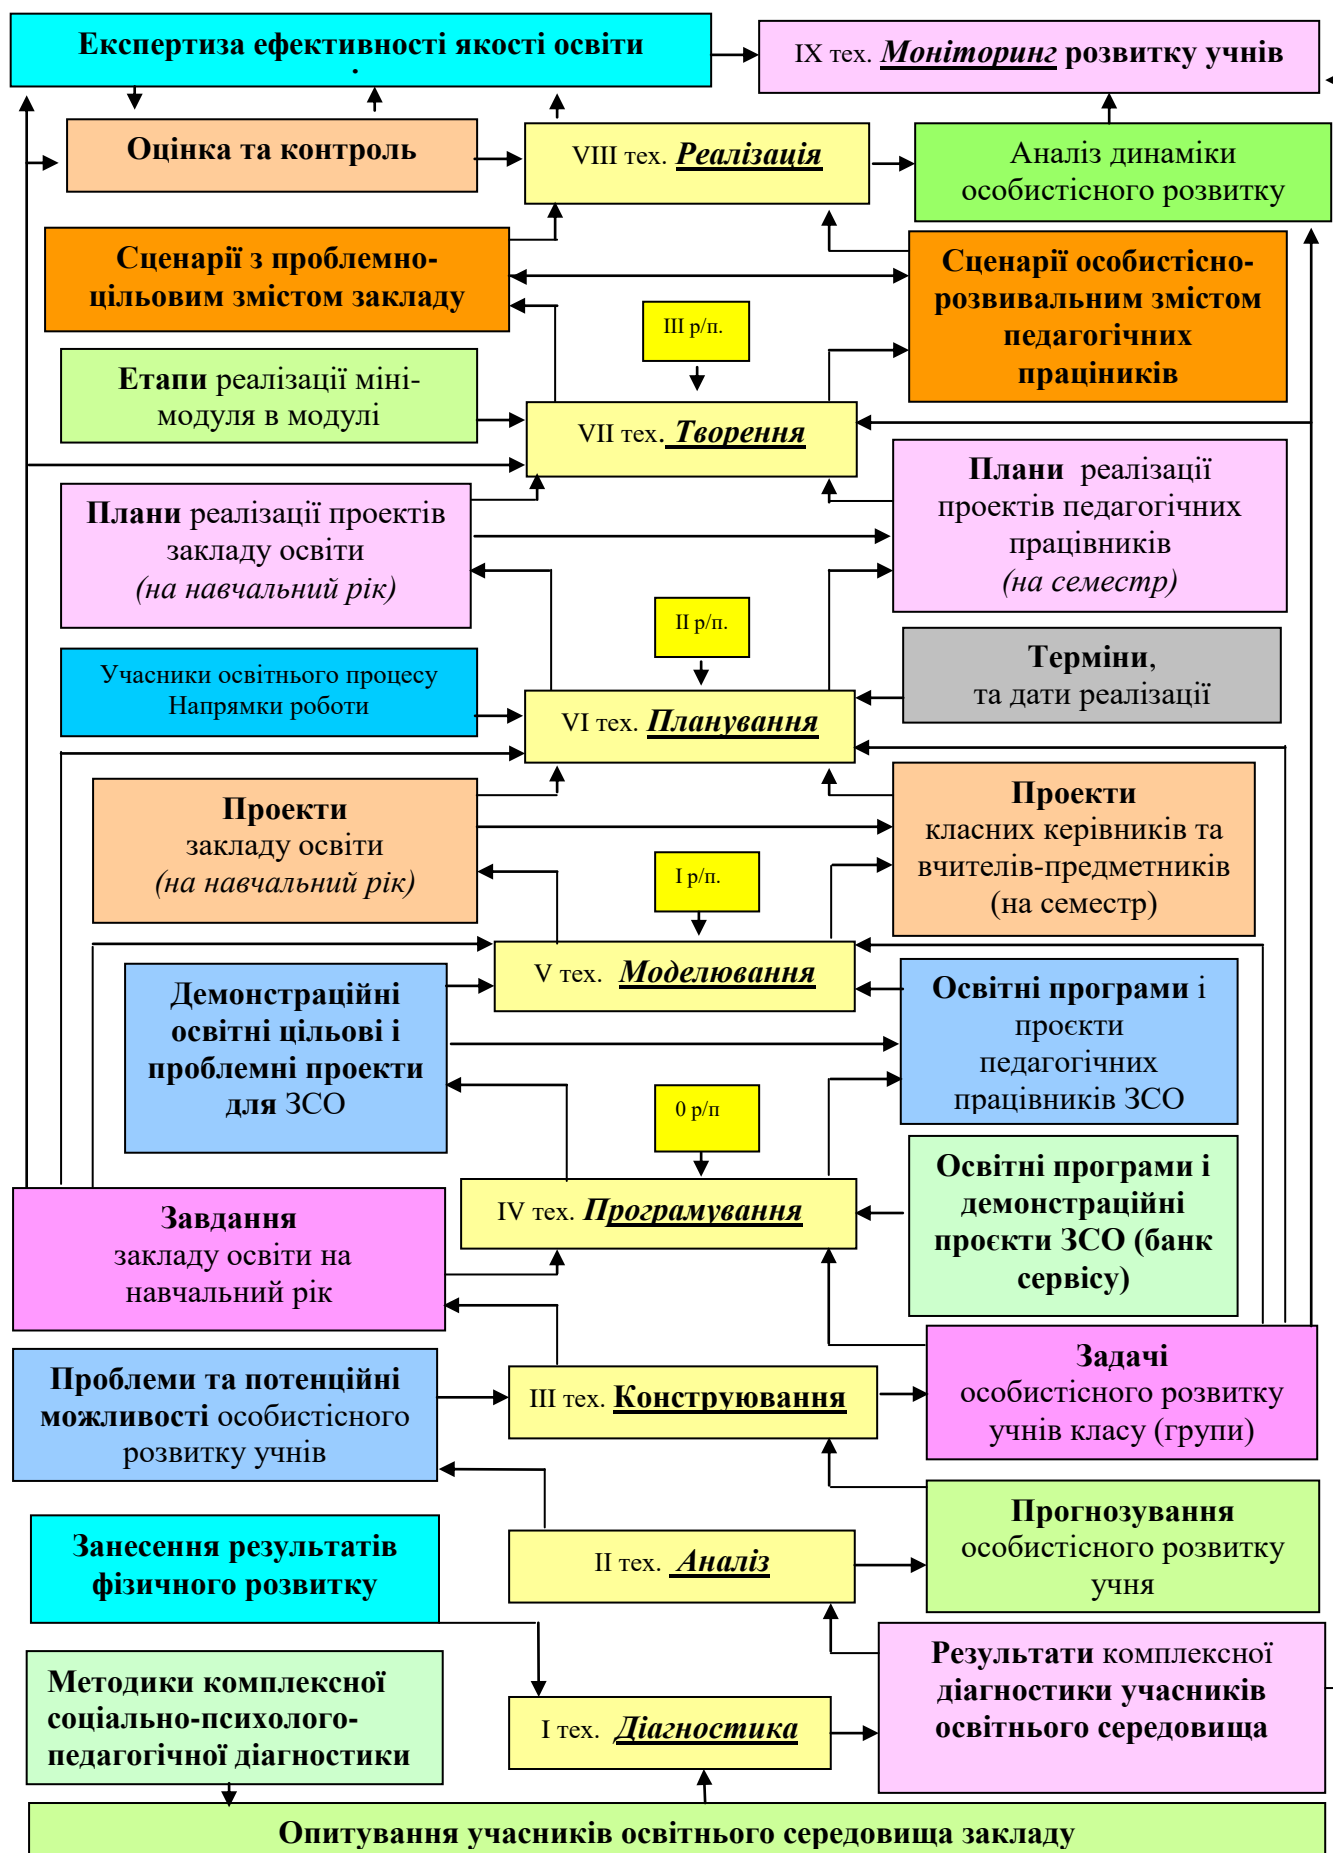 Експертиза ефективності якості освіти
.
IX тех. Моніторинг розвитку учнів
Оцінка та контроль
VIII тех. Реалізація
Аналіз динаміки
особистісного розвитку
Сценарії з проблемно-
цільовим змістом закладу
Сценарії особистісно-
розвивальним змістом
педагогічних
праціників
III р/п.
Етапи реалізації міні-
модуля в модулі
VII тех. Творення
Плани реалізації проектів
закладу освіти
(на навчальний рік)
Плани реалізації
проектів педагогічних
працівників
(на семестр)
II р/п.
Учасники освітнього процесу
Напрямки роботи
Терміни,
та дати реалізації
VI тех. Планування
Проекти
закладу освіти
(на навчальний рік)
Проекти
класних керівників та
вчителів-предметників
(на семестр)
I р/п.
V тех. Моделювання
Демонстраційні
освітні цільові і
проблемні проекти
для ЗСО
Освітні програми і
проєкти
педагогічних
працівників ЗСО
0 р/п
IV тех. Програмування
Освітні програми і
демонстраційні
проєкти ЗСО (банк
сервісу)
Завдання
закладу освіти на
навчальний рік
Задачі
особистісного розвитку
учнів класу (групи)
Проблеми та потенційні
можливості особистісного
розвитку учнів
III тех. Конструювання
Прогнозування
особистісного розвитку
учня
Занесення результатів
фізичного розвитку
II тех. Аналіз
Результати комплексної
діагностики учасників
освітнього середовища
Методики комплексної
соціально-психолого-
педагогічної діагностики
I тех. Діагностика
Опитування учасників освітнього середовища закладу